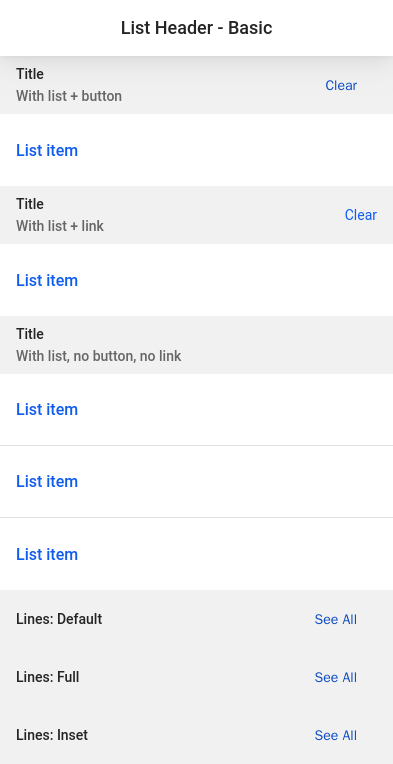 List Header - Basic
Title
With list + button
Clear
List item
Title
With list + link
Clear
List item
Title
With list, no button, no link
List item
List item
List item
Lines: Default
See All
Lines: Full
See All
Lines: Inset
See All